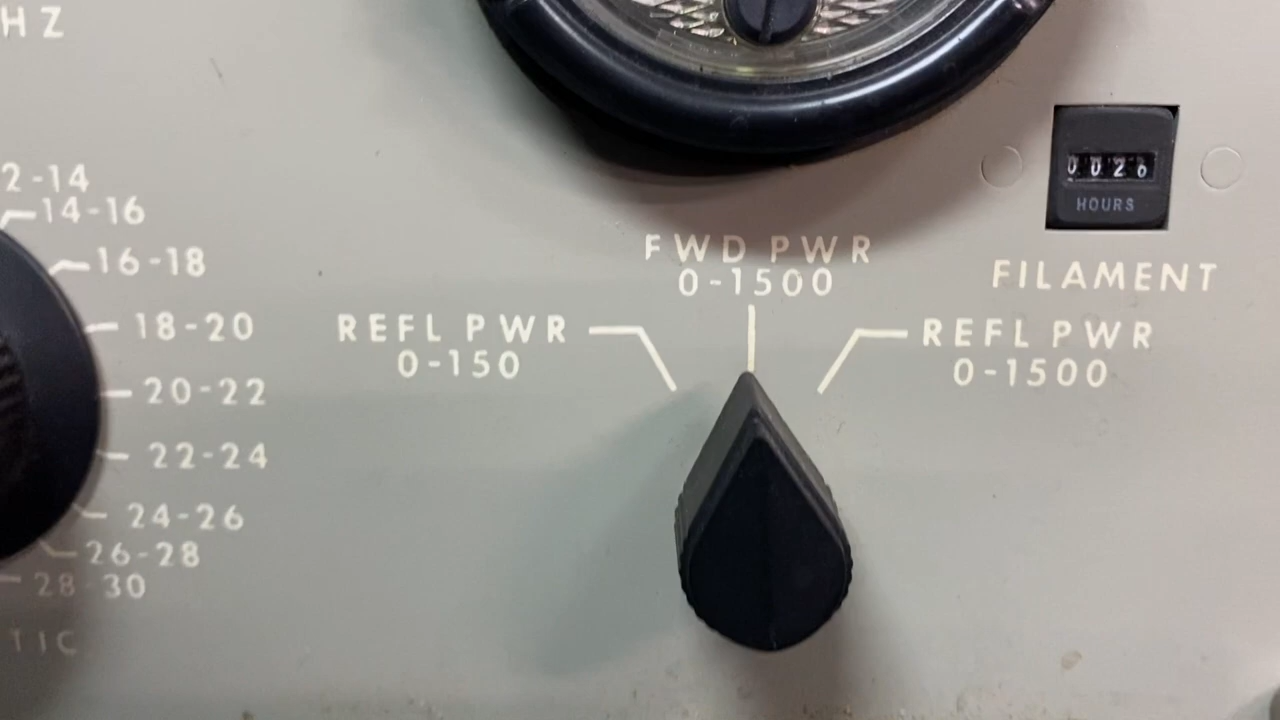 HZ
2-14
14-16
16-18
18-20
20-22
22-24
24-26
26-28
28-30
TIC
REFL PWR
0-150
FWD PWR
0-1500
REFL PWR
0-1500
0026
HOURS
FILAMENT